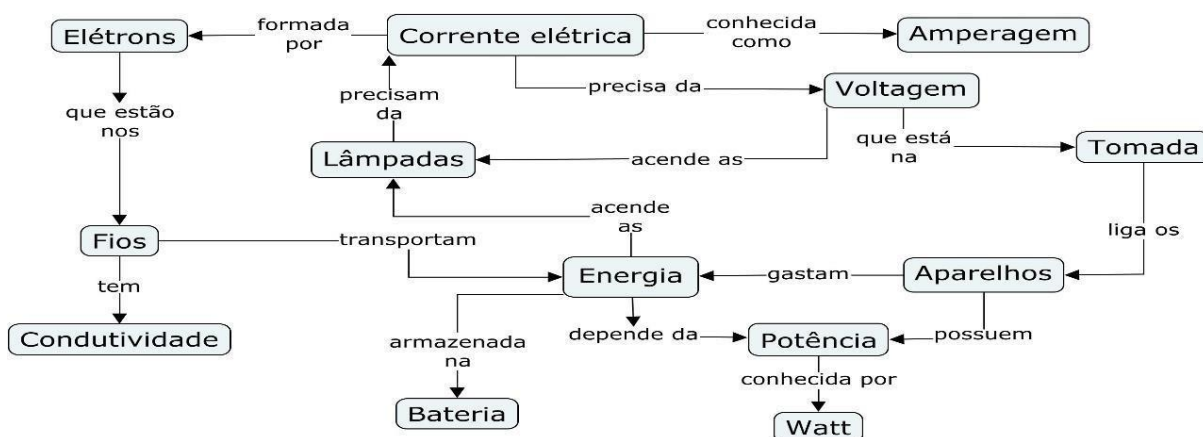 Elétrons
formada
por
Corrente elétrica
conhecida
como
Amperagem
que estão
nos
precisam
da
precisa da
Voltagem
Lâmpadas
acende as
que está
na
Tomada
Fios
transportam
acende
as
liga os
tem
Energia
gastam
Aparelhos
Condutividade
armazenada
na
depende da
Potência
possuem
conhecida por
Bateria
Watt